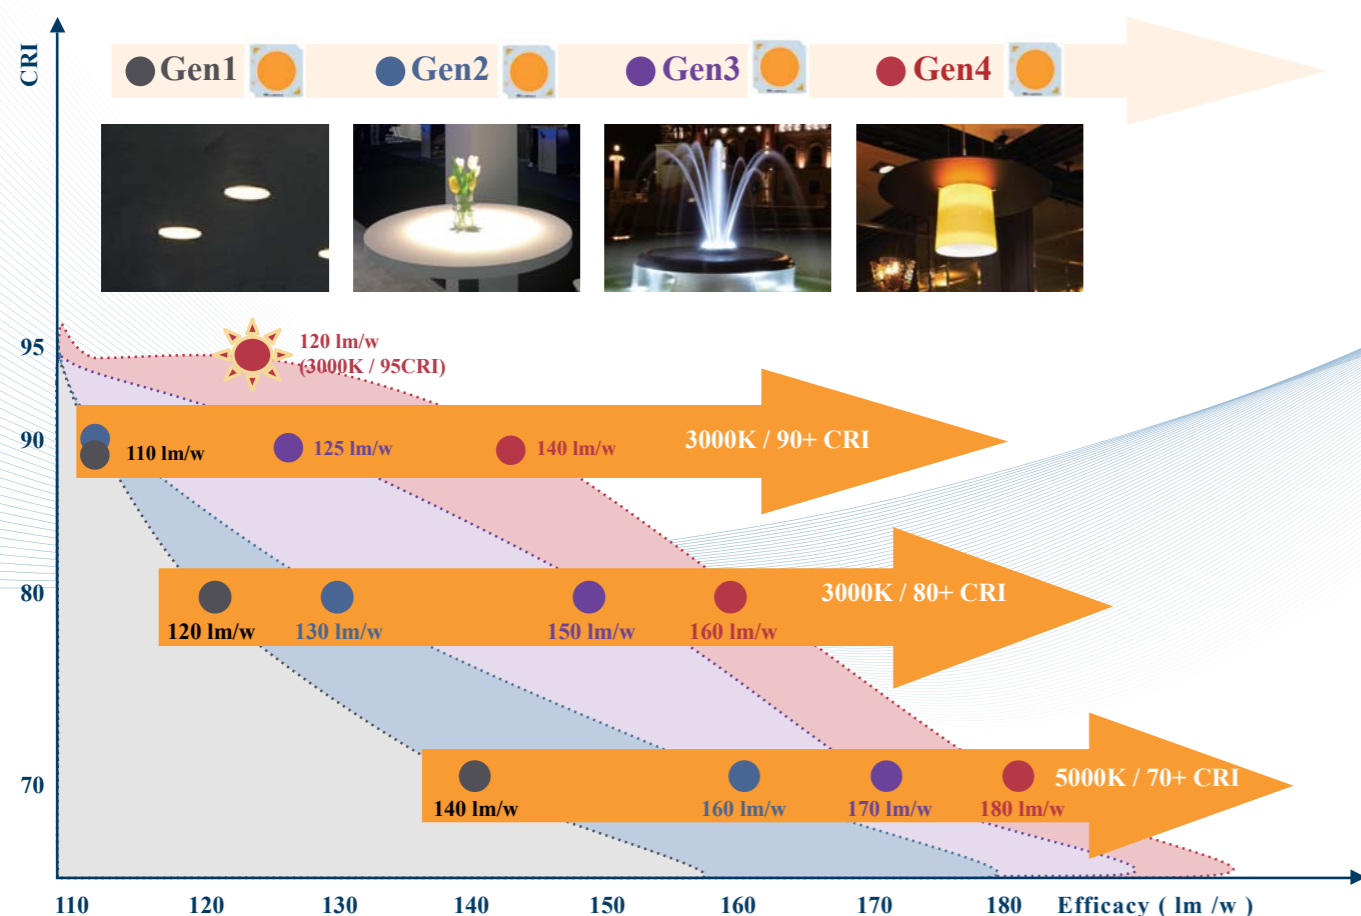 CRI
Gen1
Gen2
Gen3
Gen4
95
120 lm/w
(3000K / 95CRI)
90
110 lm/w
125 lm/w
140 lm/w
3000K / 90+ CRI
80
120 lm/w
130 lm/w
150 lm/w
160 lm/w
3000K / 80+ CRI
70
140 lm/w
160 lm/w
170 lm/w
180 lm/w
5000K / 70+ CRI
110
120
130
140
150
160
170
180
Efficacy ( lm /w )